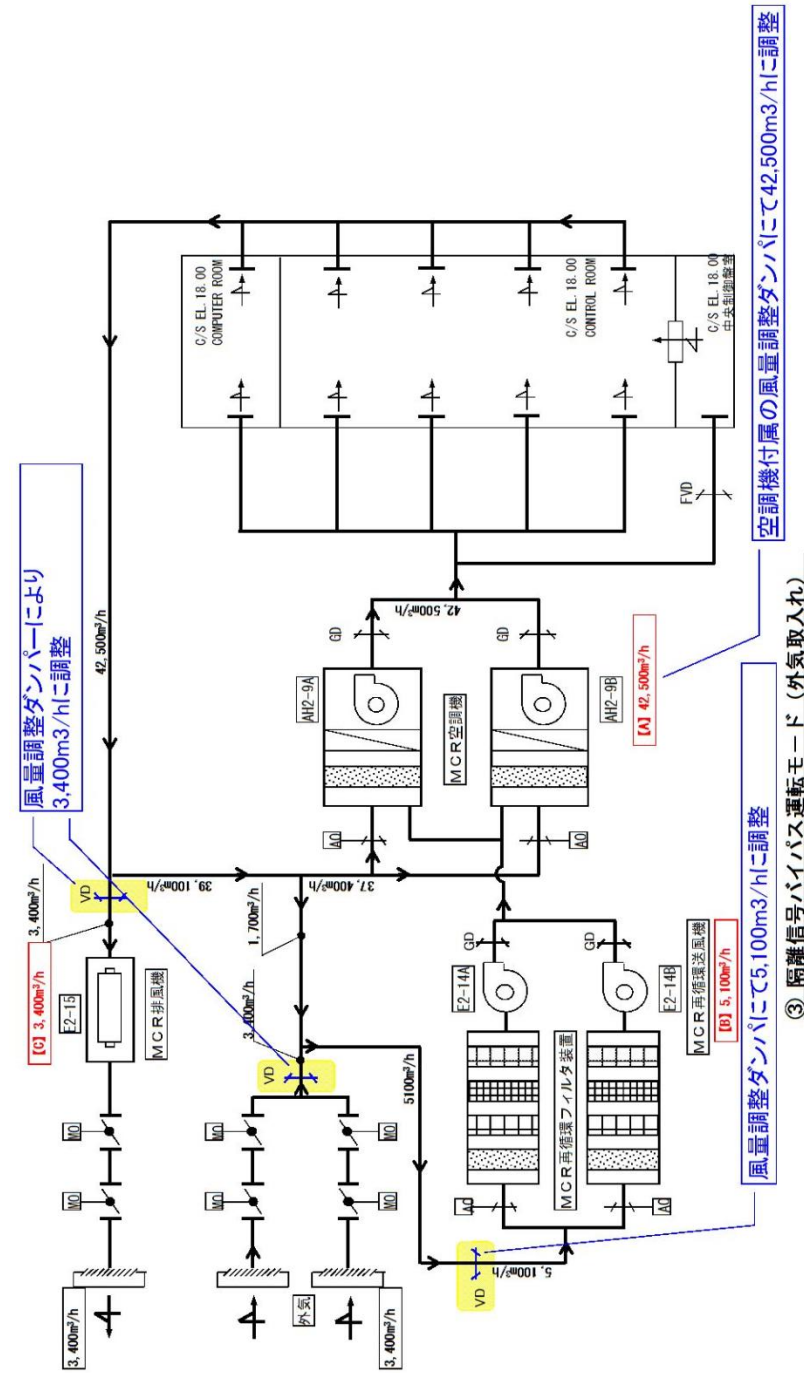 風量調整ダンパーにより
3,400m3/hに調整
42,500m³/h
C/S EL.18.00
COMPUTER ROOM
C/S EL.18.00
CONTROL ROOM
C/S EL.18.00
中央制御盤室
FVD
3,400m³/h
【C】3,400m³/h
E2-15
MCR排風機
VD
MO
MO
3,400m³/h
39,100m³/h
1,700m³/h
3,400m³/h
37,400m³/h
VD
MO
MO
MO
MO
外気
3,400m³/h
AH2-9A
MCR空調機
AH2-9B
AO
AO
GD
GD
42,500m³/h
【A】42,500m³/h
空調機付属の風量調整ダンパにて42,500m3/hに調整
5100m³/h
VD
5,100m³/h
AO
AO
MCR再循環フィルタ装置
E2-14A
E2-14B
GD
GD
MCR再循環送風機
【B】5,100m³/h
風量調整ダンパにて5,100m3/hに調整
③ 隔離信号バイパス運転モード（外気取入れ）